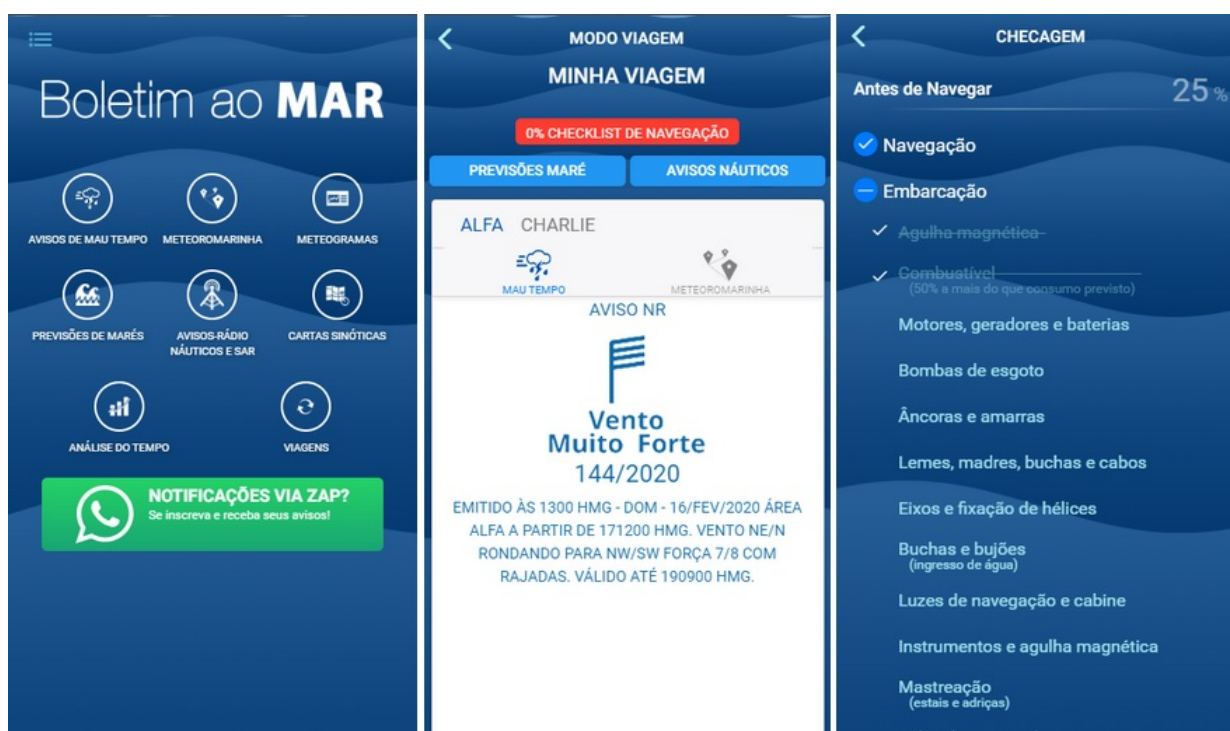 Boletim ao MAR
AVISOS DE MAU TEMPO
METEOROMARINHA
METEOGRAMAS
PREVISÕES DE MARÉS
AVISOS-RÁDIO
NÁUTICOS E SAR
CARTAS SINÓTICAS
ANÁLISE DO TEMPO
VIAGENS
NOTIFICAÇÕES VIA ZAP?
Se inscreva e receba seus avisos!
MODO VIAGEM
MINHA VIAGEM
0% CHECKLIST DE NAVEGAÇÃO
PREVISÕES MARÉ
AVISOS NÁUTICOS
ALFA CHARLIE
MAU TEMPO
METEOROMARINHA
AVISO NR
Vento
Muito Forte
144/2020
EMITIDO ÀS 1300 HMG - DOM - 16/FEV/2020 ÁREA
ALFA A PARTIR DE 171200 HMG. VENTO NE/N
RONDANDO PARA NW/SW FORÇA 7/8 COM
RAJADAS. VÁLIDO ATÉ 190900 HMG.
CHECAGEM
Antes de Navegar
25 %
Navegação
Embarcação
Agulha magnética
Combustível
(50% a mais do que consumo previsto)
Motores, geradores e baterias
Bombas de esgoto
Âncoras e amarras
Lemes, madres, buchas e cabos
Eixos e fixação de hélices
Buchas e bujões
(ingresso de água)
Luzes de navegação e cabine
Instrumentos e agulha magnética
Mastreação
(estais e adriças)